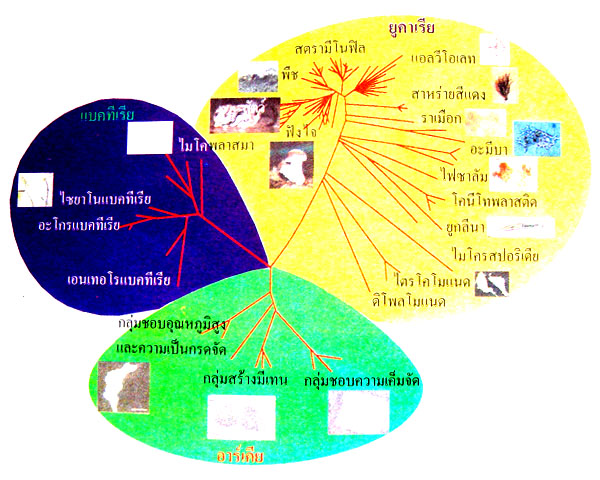 ยูคาเรีย
สตรามีโนฟิล
แอลวีโอเลท
พืช
สาหร่ายสีแดง
ราเมือก
ฟังไจ
อะมีบา
ไฟซาลัม
โคนีโทพลาสติด
ยูกลีนา
ไมโครสปอริเดีย
ไตรโคโมแนด
ดิโพลโมแนด
แบคทีเรีย
ไมโคพลาสมา
ไซยาโนแบคทีเรีย
อะโกรแบคทีเรีย
เอนเทอโรแบคทีเรีย
กลุ่มชอบอุณหภูมิสูง
และความเป็นกรดจัด
กลุ่มสร้างมีเทน
กลุ่มชอบความเค็มจัด
อาร์เคีย